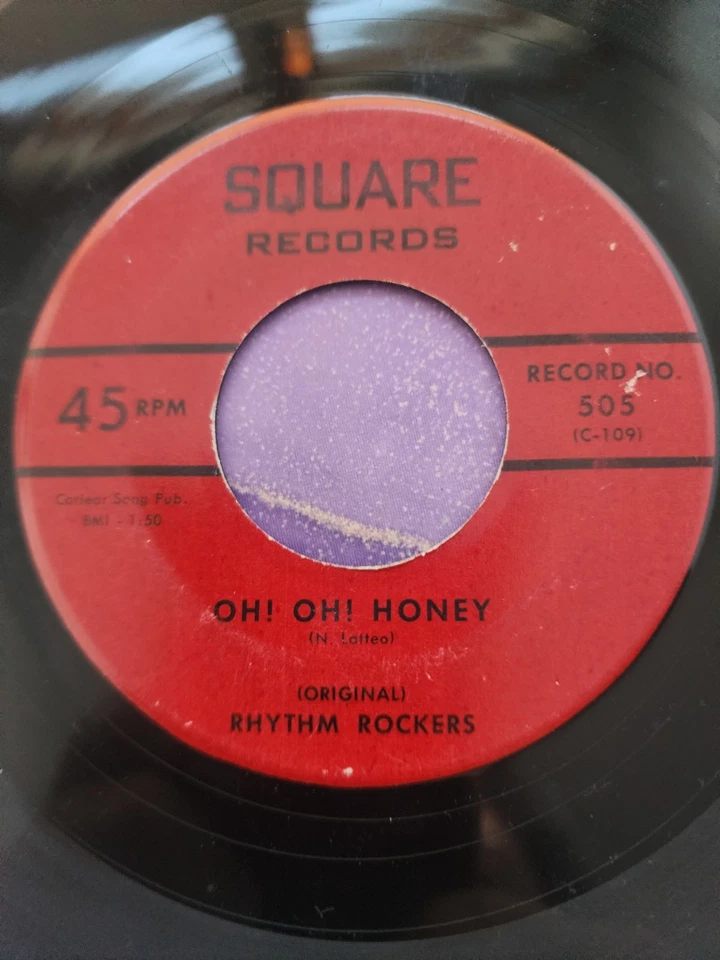 SQUARE
RECORDS
45 RPM
RECORD NO.
505
(C-109)
Song Pub.
BMI - 1:50
OH! OH! HONEY
(N. Latteo)
(ORIGINAL)
RHYTHM ROCKERS